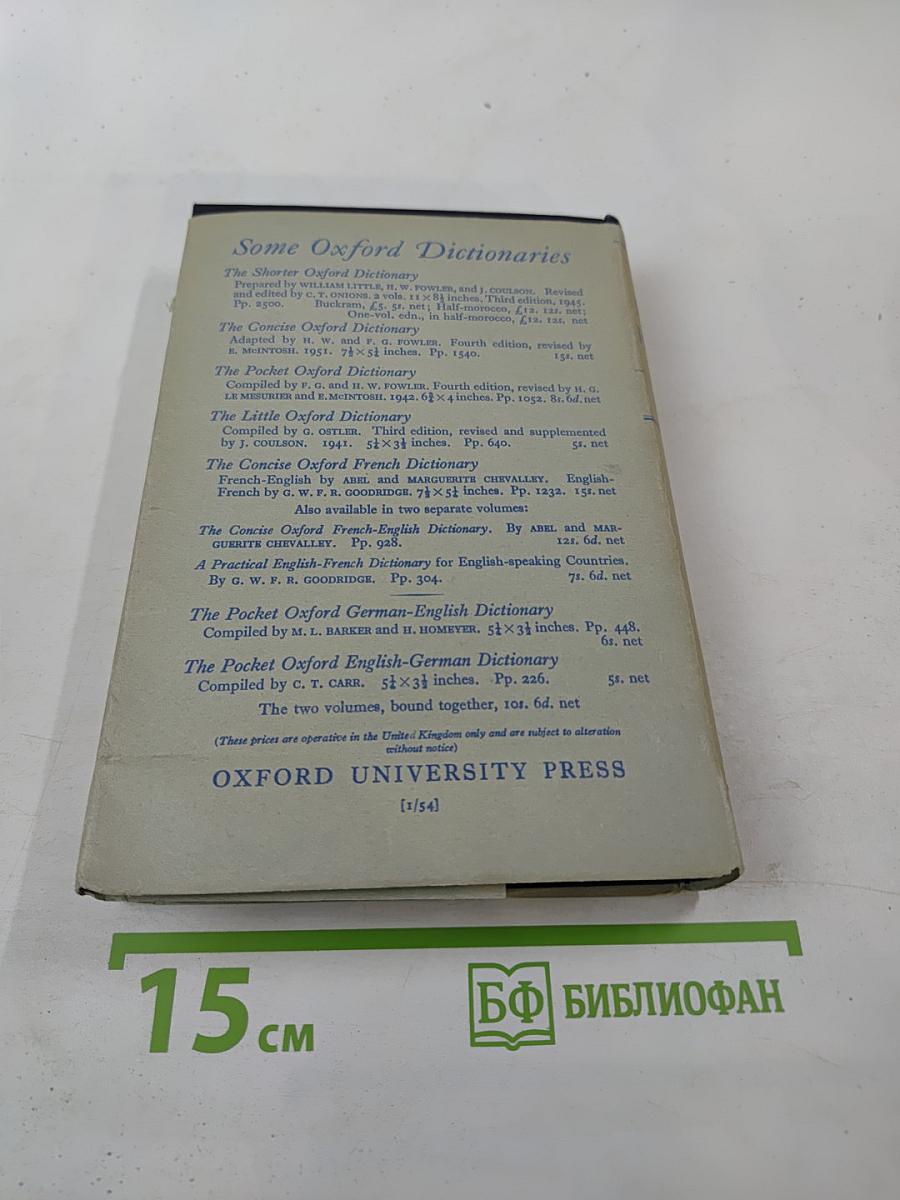 Some Oxford Dictionaries
The Shorter Oxford Dictionary
Prepared by WILLIAM LITTLE, H. W. FOWLER, and J. COULSON. Revised
and edited by C. T. ONIONS. 2 vols. 11 × 8½ inches. Third edition, 1945.
Pp. 2500. Buckram, £5. 5s. net; Half-morocco, £12. 12s. net;
One-vol. edn., in half-morocco, £12. 12s. net
The Concise Oxford Dictionary
Adapted by H. W. and F. G. FOWLER. Fourth edition, revised by
E. McINTOSH. 1951. 7½ × 5¼ inches. Pp. 1540. 15s. net
The Pocket Oxford Dictionary
Compiled by F. G. and H. W. FOWLER. Fourth edition, revised by H. G.
LE MESURIER and E. McINTOSH. 1942. 6⅝ × 4 inches. Pp. 1052. 8s. 6d. net
The Little Oxford Dictionary
Compiled by G. OSTLER. Third edition, revised and supplemented
by J. COULSON. 1941. 5¼ × 3½ inches. Pp. 640. 5s. net
The Concise Oxford French Dictionary
French-English by ABEL and MARGUERITE CHEVALLEY. English-
French by G. W. F. R. GOODRIDGE. 7½ × 5¼ inches. Pp. 1232. 15s. net
Also available in two separate volumes:
The Concise Oxford French-English Dictionary. By ABEL and MAR-
GUERITE CHEVALLEY. Pp. 928. 12s. 6d. net
A Practical English-French Dictionary for English-speaking Countries.
By G. W. F. R. GOODRIDGE. Pp. 304. 7s. 6d. net
The Pocket Oxford German-English Dictionary
Compiled by M. L. BARKER and H. HOMEYER. 5¼ × 3½ inches. Pp. 448.
6s. net
The Pocket Oxford English-German Dictionary
Compiled by C. T. CARR. 5¼ × 3½ inches. Pp. 226. 5s. net
The two volumes, bound together, 10s. 6d. net
(These prices are operative in the United Kingdom only and are subject to alteration
without notice)
OXFORD UNIVERSITY PRESS
[1/54]
15 см
БФ БИБЛИОФАН